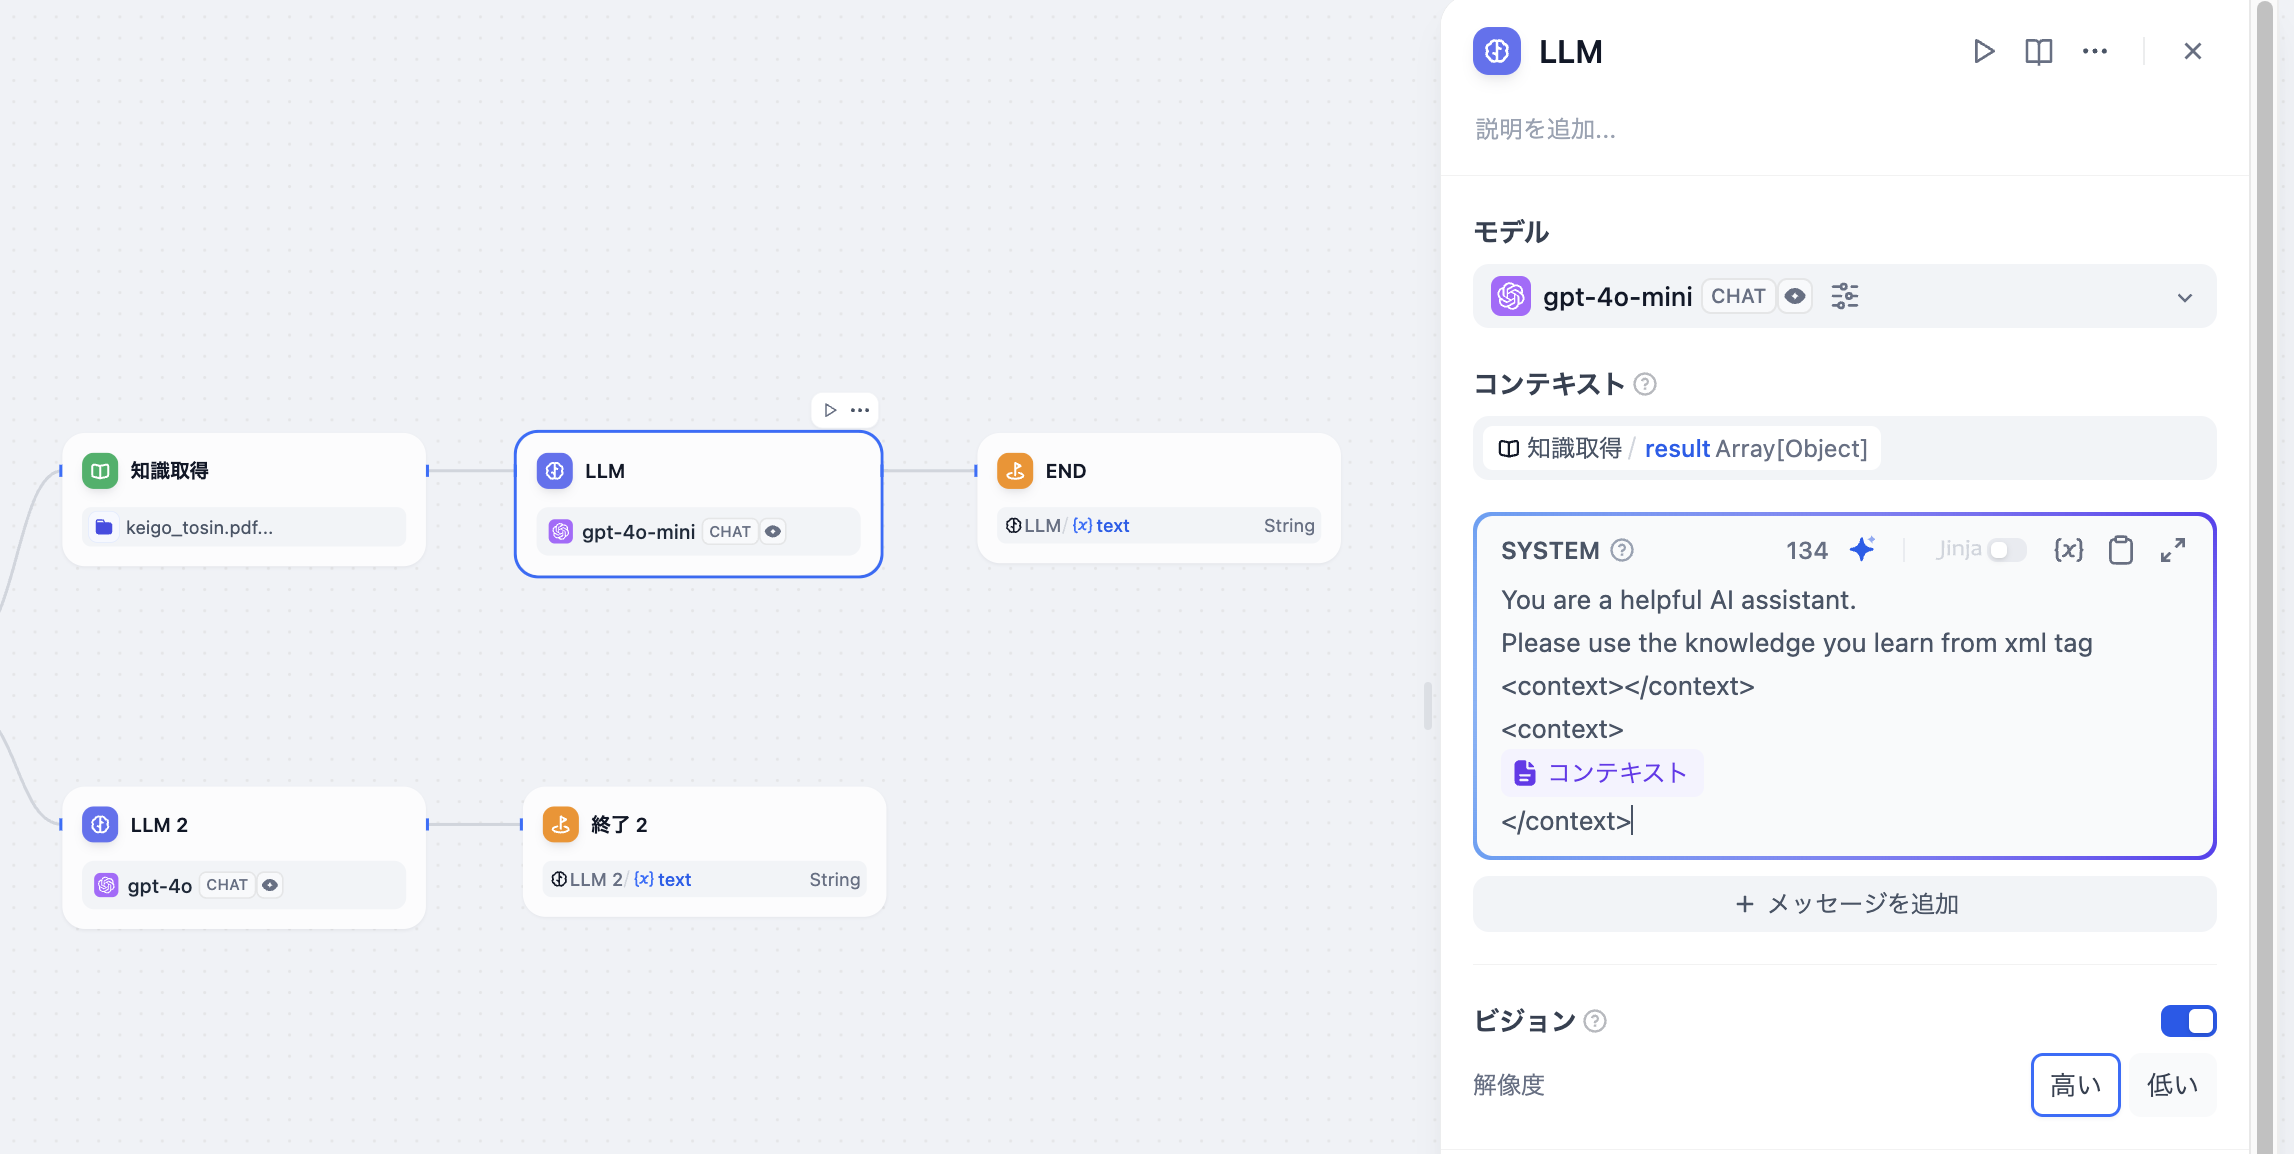 知識取得
keigo_tosin.pdf...
LLM
gpt-4o-mini CHAT
END
LLM / {x} text String
LLM 2
gpt-4o CHAT
終了 2
LLM 2 / {x} text String
LLM
説明を追加...
モデル
gpt-4o-mini CHAT
コンテキスト
知識取得 / result Array[Object]
SYSTEM 134 Jinja {x}
You are a helpful AI assistant.
Please use the knowledge you learn from xml tag
<context></context>
<context>
コンテキスト
</context>
+ メッセージを追加
ビジョン
解像度 高い 低い